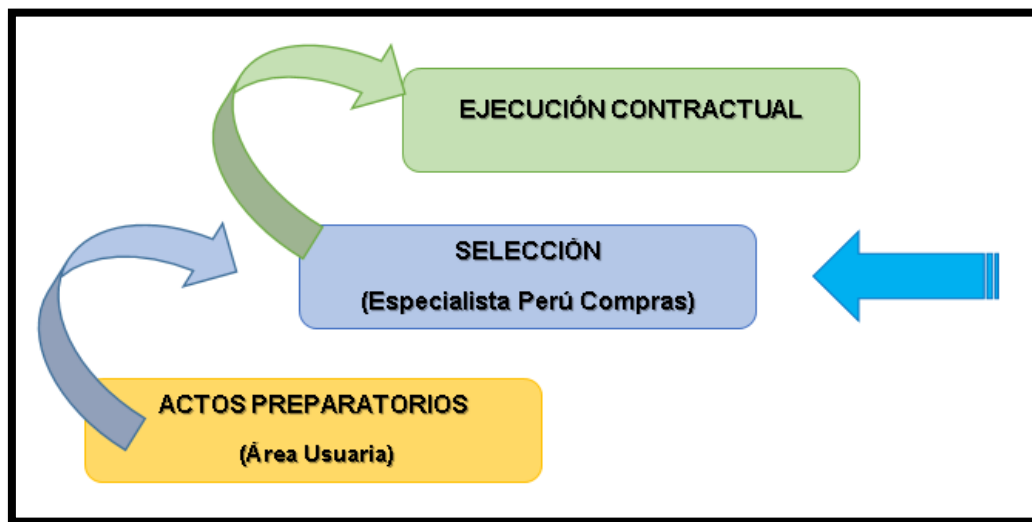 EJECUCIÓN CONTRACTUAL
SELECCIÓN
(Especialista Perú Compras)
ACTOS PREPARATORIOS
(Área Usuaria)